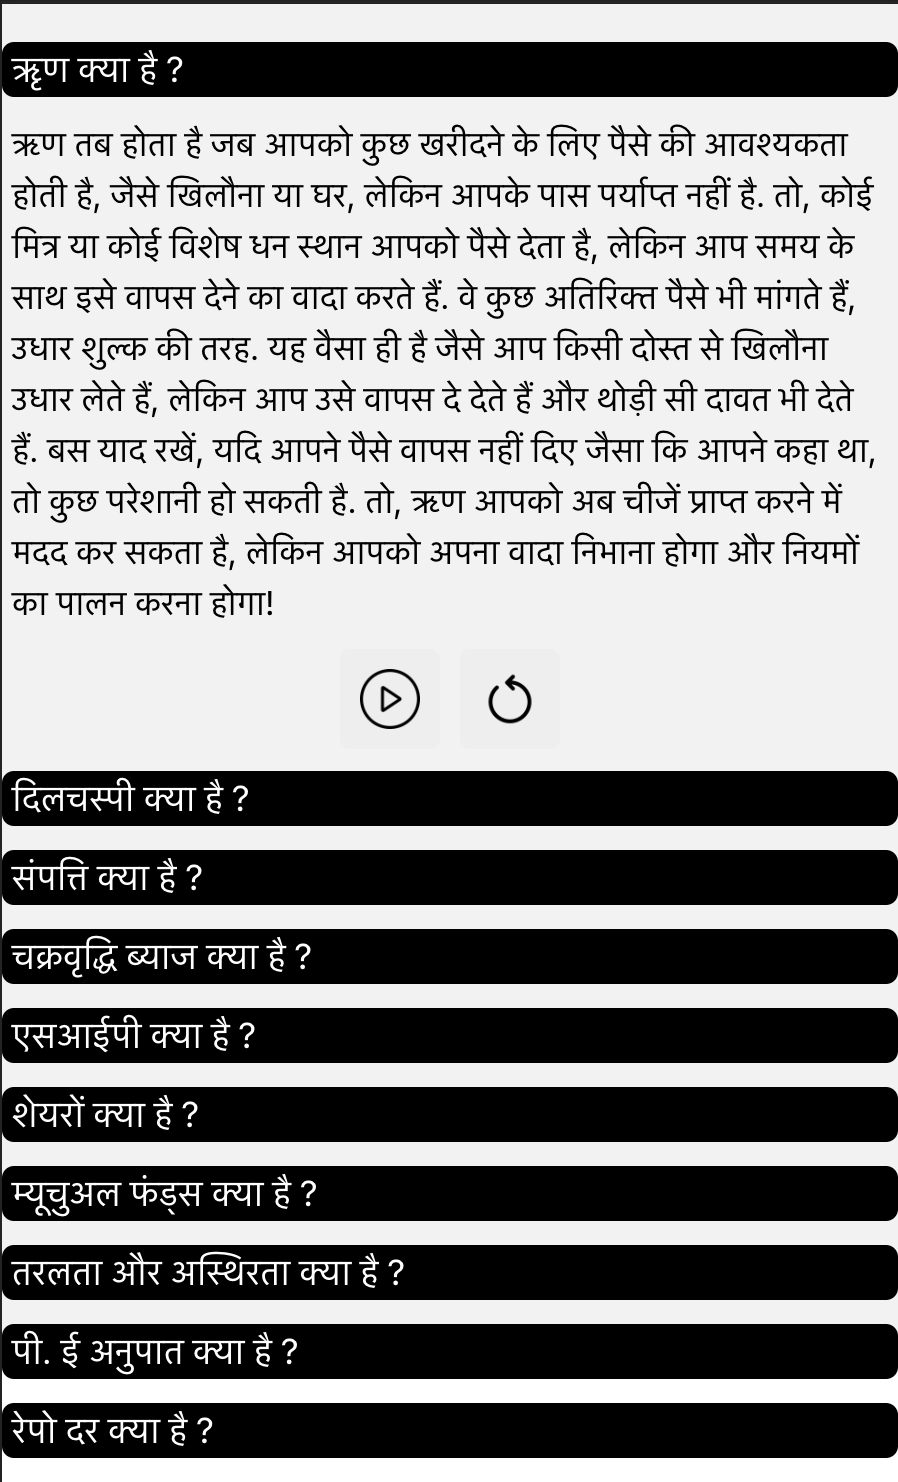 ॠण क्या है ?
ऋण तब होता है जब आपको कुछ खरीदने के लिए पैसे की आवश्यकता
होती है, जैसे खिलौना या घर, लेकिन आपके पास पर्याप्त नहीं है. तो, कोई
मित्र या कोई विशेष धन स्थान आपको पैसे देता है, लेकिन आप समय के
साथ इसे वापस देने का वादा करते हैं. वे कुछ अतिरिक्त पैसे भी मांगते हैं,
उधार शुल्क की तरह. यह वैसा ही है जैसे आप किसी दोस्त से खिलौना
उधार लेते हैं, लेकिन आप उसे वापस दे देते हैं और थोड़ी सी दावत भी देते
हैं. बस याद रखें, यदि आपने पैसे वापस नहीं दिए जैसा कि आपने कहा था,
तो कुछ परेशानी हो सकती है. तो, ऋण आपको अब चीजें प्राप्त करने में
मदद कर सकता है, लेकिन आपको अपना वादा निभाना होगा और नियमों
का पालन करना होगा!
दिलचस्पी क्या है ?
संपत्ति क्या है ?
चक्रवृद्धि ब्याज क्या है ?
एसआईपी क्या है ?
शेयरों क्या है ?
म्यूचुअल फंड्स क्या है ?
तरलता और अस्थिरता क्या है ?
पी. ई अनुपात क्या है ?
रेपो दर क्या है ?